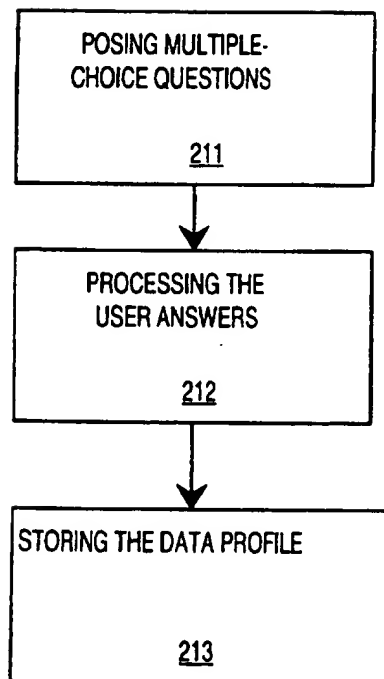 POSING MULTIPLE-
CHOICE QUESTIONS
211
PROCESSING THE
USER ANSWERS
212
STORING THE DATA PROFILE
213